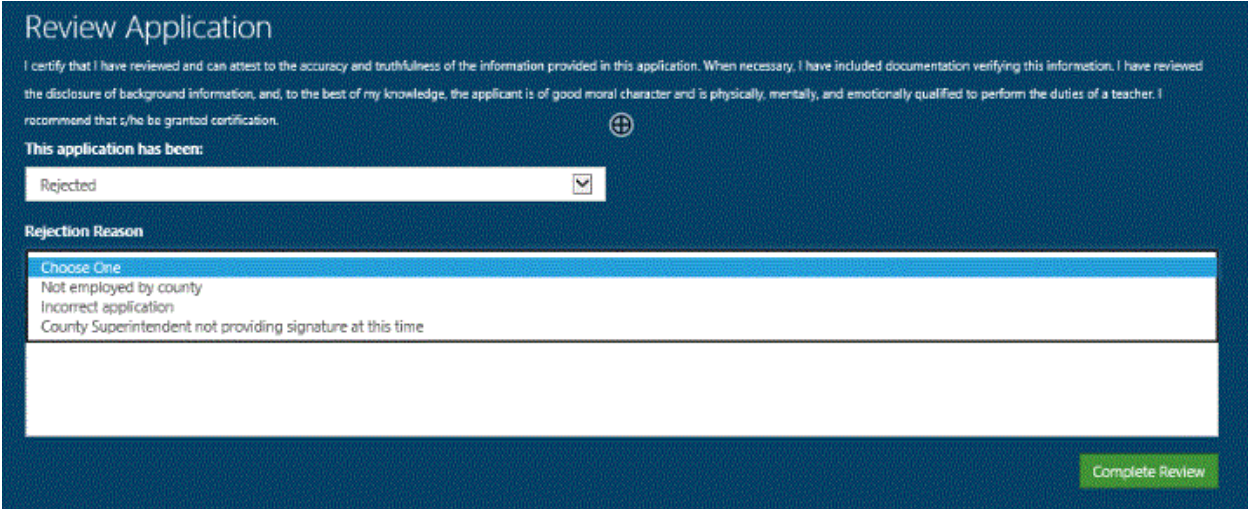 Review Application
I certify that I have reviewed and can attest to the accuracy and truthfulness of the information provided in this application. When necessary, I have included documentation verifying this information. I have reviewed
the disclosure of background information, and, to the best of my knowledge, the applicant is of good moral character and is physically, mentally, and emotionally qualified to perform the duties of a teacher. I
recommend that s/he be granted certification.
This application has been:
Rejected
Rejection Reason
Choose One
Not employed by county
Incorrect application
County Superintendent not providing signature at this time
Complete Review